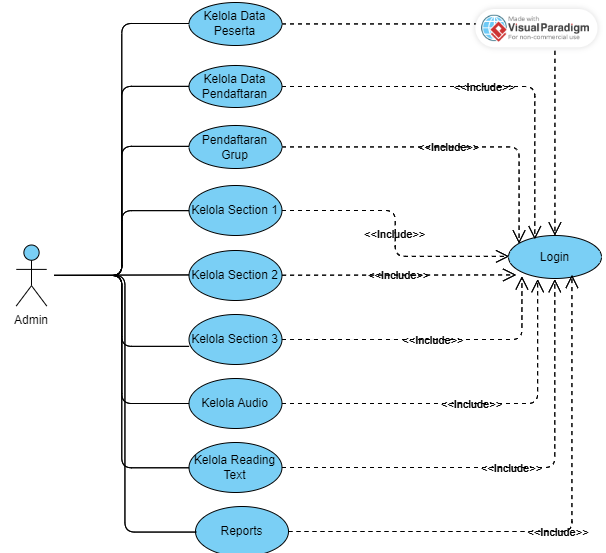 Kelola Data
Peserta
Made with
VisualParadigm
For non-commercial use
Kelola Data
Pendaftaran
<<Include>>
Pendaftaran
Grup
<<Include>>
Kelola Section 1
<<Include>>
Login
Kelola Section 2
<<Include>>
Admin
Kelola Section 3
<<Include>>
Kelola Audio
<<Include>>
Kelola Reading
Text
<<Include>>
Reports
<<Include>>